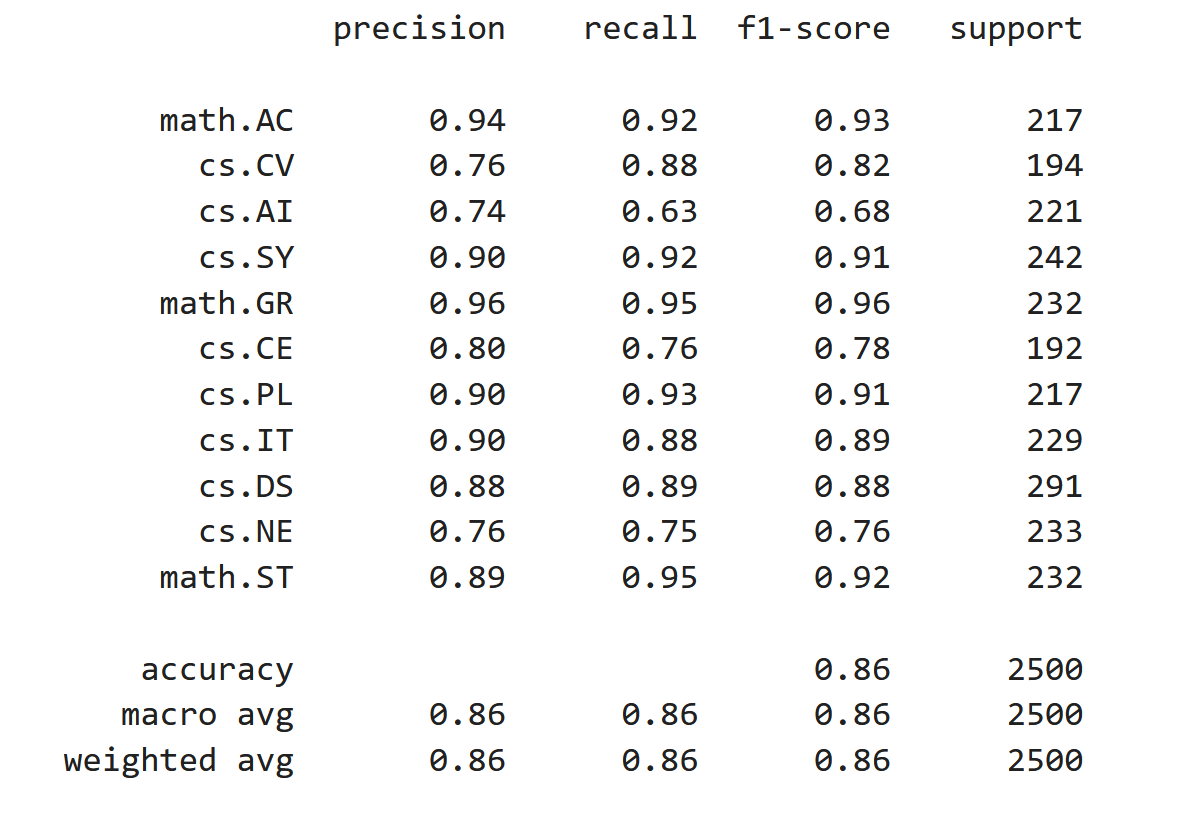 precision recall f1-score support
math.AC 0.94 0.92 0.93 217
cs.CV 0.76 0.88 0.82 194
cs.AI 0.74 0.63 0.68 221
cs.SY 0.90 0.92 0.91 242
math.GR 0.96 0.95 0.96 232
cs.CE 0.80 0.76 0.78 192
cs.PL 0.90 0.93 0.91 217
cs.IT 0.90 0.88 0.89 229
cs.DS 0.88 0.89 0.88 291
cs.NE 0.76 0.75 0.76 233
math.ST 0.89 0.95 0.92 232
accuracy 0.86 2500
macro avg 0.86 0.86 0.86 2500
weighted avg 0.86 0.86 0.86 2500